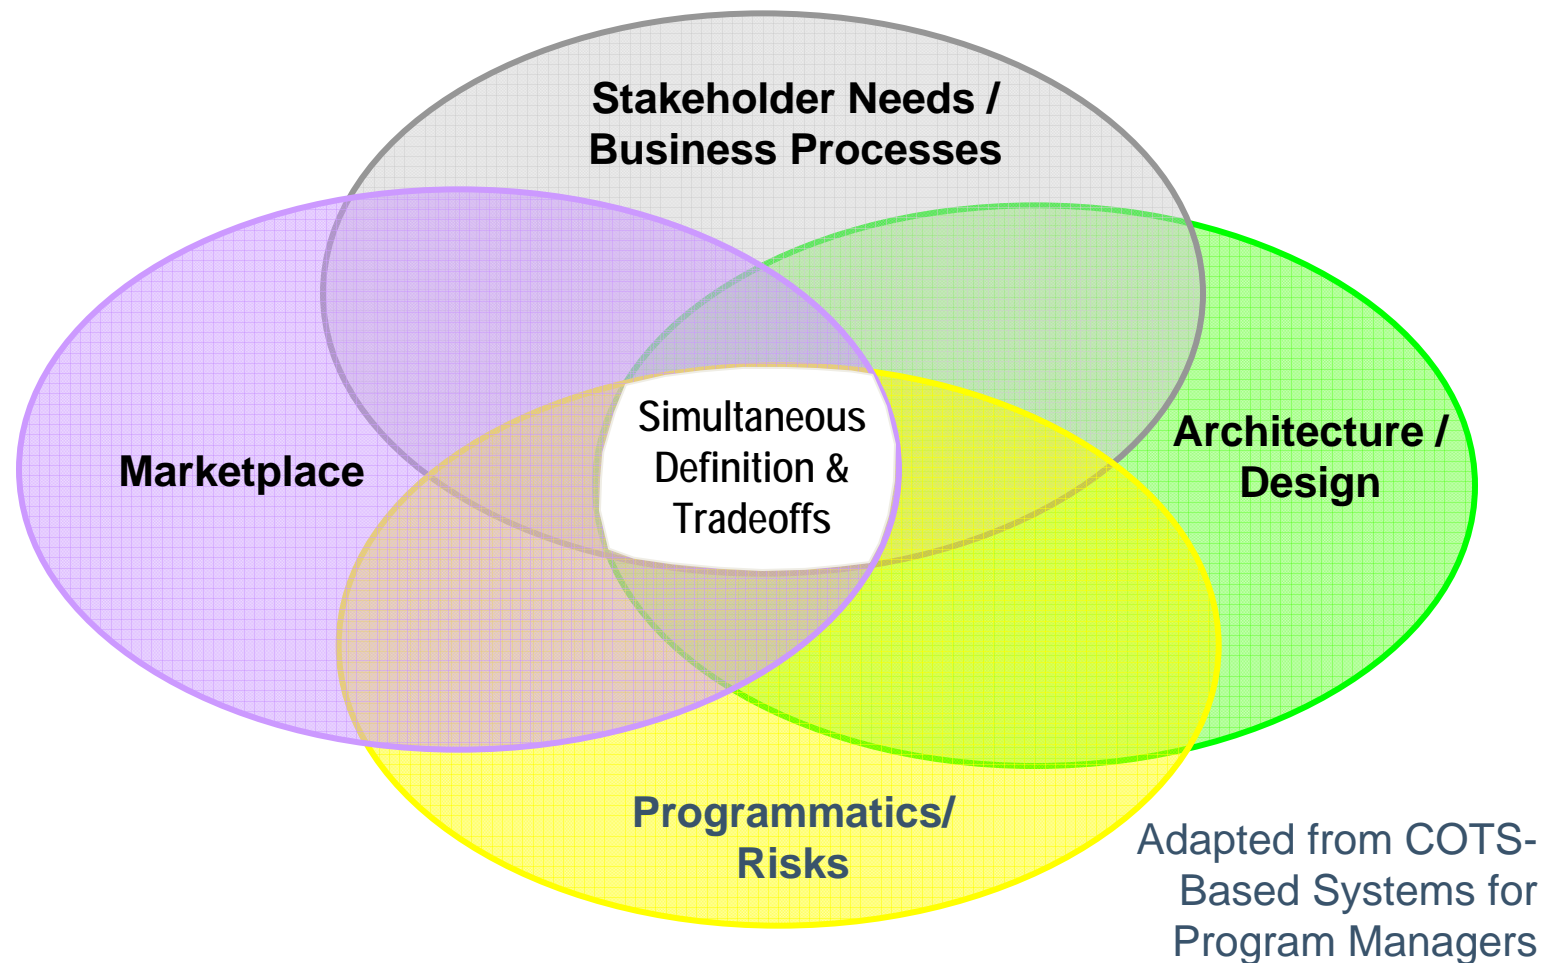 Stakeholder Needs /
Business Processes
Marketplace
Simultaneous
Definition &
Tradeoffs
Architecture /
Design
Programmatics/
Risks
Adapted from COTS-
Based Systems for
Program Managers